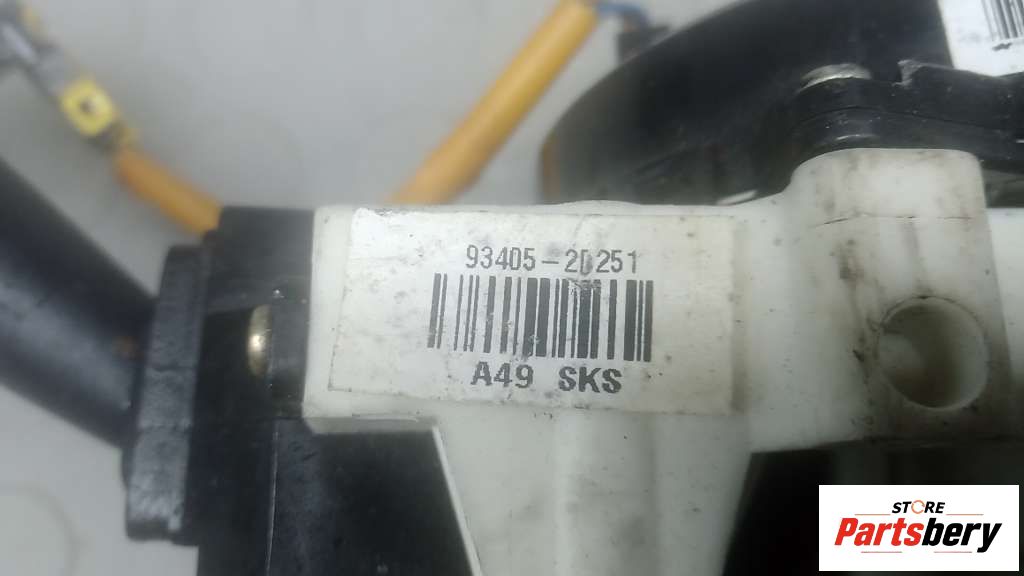 93405-2D251
A49 SKS
STORE
Partsbery